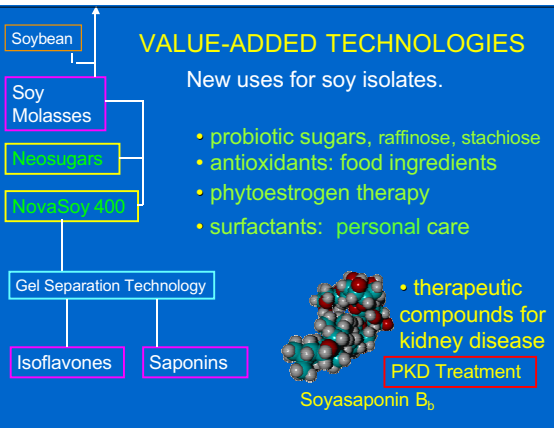 Soybean
VALUE-ADDED TECHNOLOGIES
New uses for soy isolates.
Soy
Molasses
Neosugars
NovaSoy 400
• probiotic sugars, raffinose, stachiose
• antioxidants: food ingredients
• phytoestrogen therapy
• surfactants: personal care
Gel Separation Technology
Isoflavones
Saponins
• therapeutic
compounds for
kidney disease
PKD Treatment
Soyasaponin Bb